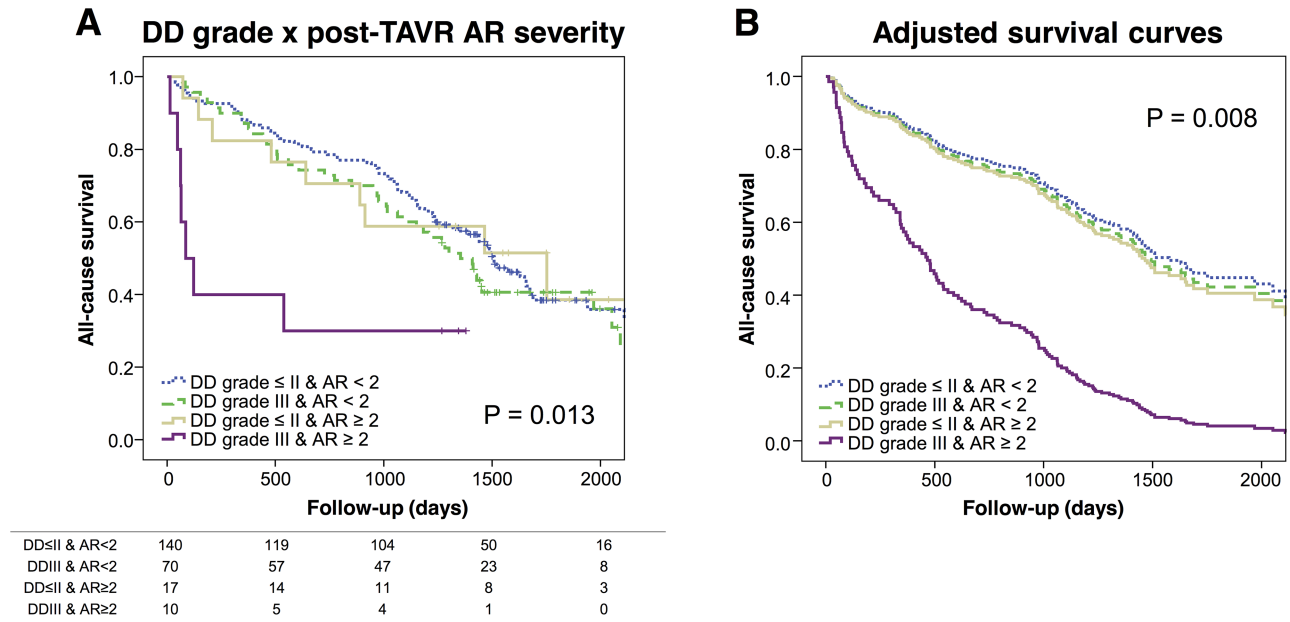 A
DD grade x post-TAVR AR severity
All-cause survival
1.0
0.8
0.6
0.4
0.2
0.0
DD grade ≤ II & AR < 2
DD grade III & AR < 2
DD grade ≤ II & AR ≥ 2
DD grade III & AR ≥ 2
P = 0.013
0 500 1000 1500 2000
Follow-up (days)
DD≤II & AR<2 140 119 104 50 16
DDIII & AR<2 70 57 47 23 8
DD≤II & AR≥2 17 14 11 8 3
DDIII & AR≥2 10 5 4 1 0
B
Adjusted survival curves
All-cause survival
1.0
0.8
0.6
0.4
0.2
0.0
P = 0.008
DD grade ≤ II & AR < 2
DD grade III & AR < 2
DD grade ≤ II & AR ≥ 2
DD grade III & AR ≥ 2
0 500 1000 1500 2000
Follow-up (days)